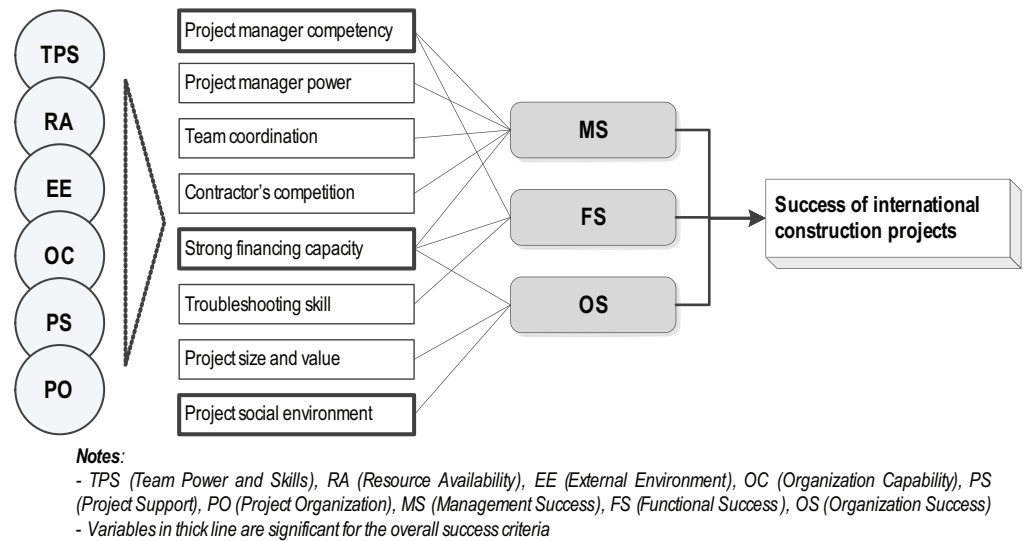 TPS
RA
EE
OC
PS
PO
Project manager competency
Project manager power
Team coordination
Contractor's competition
Strong financing capacity
Troubleshooting skill
Project size and value
Project social environment
MS
FS
OS
Success of international
construction projects
Notes:
- TPS (Team Power and Skills), RA (Resource Availability), EE (External Environment), OC (Organization Capability), PS
(Project Support), PO (Project Organization), MS (Management Success), FS (Functional Success), OS (Organization Success)
- Variables in thick line are significant for the overall success criteria